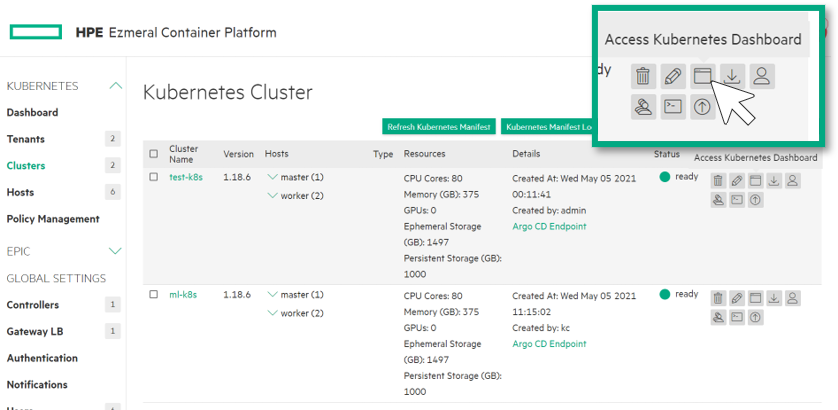 HPE Ezmeral Container Platform
Access Kubernetes Dashboard
dy
KUBERNETES
Dashboard
Tenants 2
Clusters 2
Hosts 6
Policy Management
EPIC
GLOBAL SETTINGS
Controllers 1
Gateway LB 1
Authentication
Notifications
Kubernetes Cluster
Refresh Kubernetes Manifest
Kubernetes Manifest Lo
Cluster Name
Version
Hosts
Type
Resources
Details
Status
Access Kubernetes Dashboard
test-k8s
1.18.6
master (1)
worker (2)
CPU Cores: 80
Memory (GB): 375
GPUs: 0
Ephemeral Storage
(GB): 1497
Persistent Storage (GB):
1000
Created At: Wed May 05 2021
00:11:41
Created by: admin
Argo CD Endpoint
ready
ml-k8s
1.18.6
master (1)
worker (2)
CPU Cores: 80
Memory (GB): 375
GPUs: 0
Ephemeral Storage
(GB): 1497
Persistent Storage (GB):
1000
Created At: Wed May 05 2021
11:15:02
Created by: kc
Argo CD Endpoint
ready